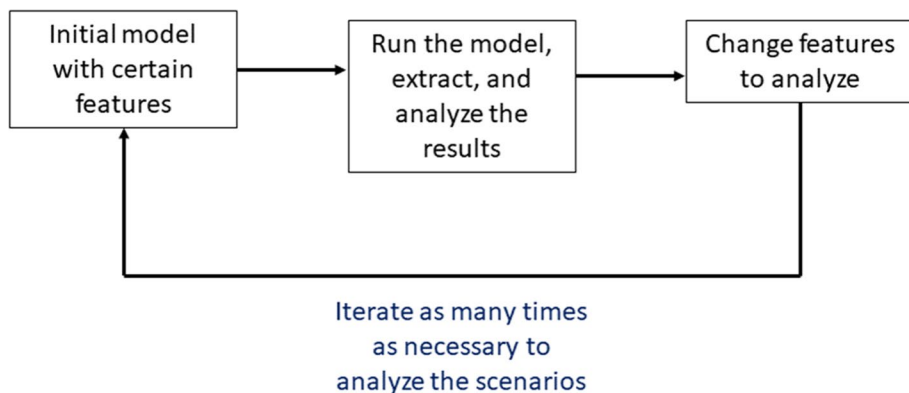 Initial model
with certain
features
Run the model,
extract, and
analyze the
results
Change features
to analyze
Iterate as many times
as necessary to
analyze the scenarios